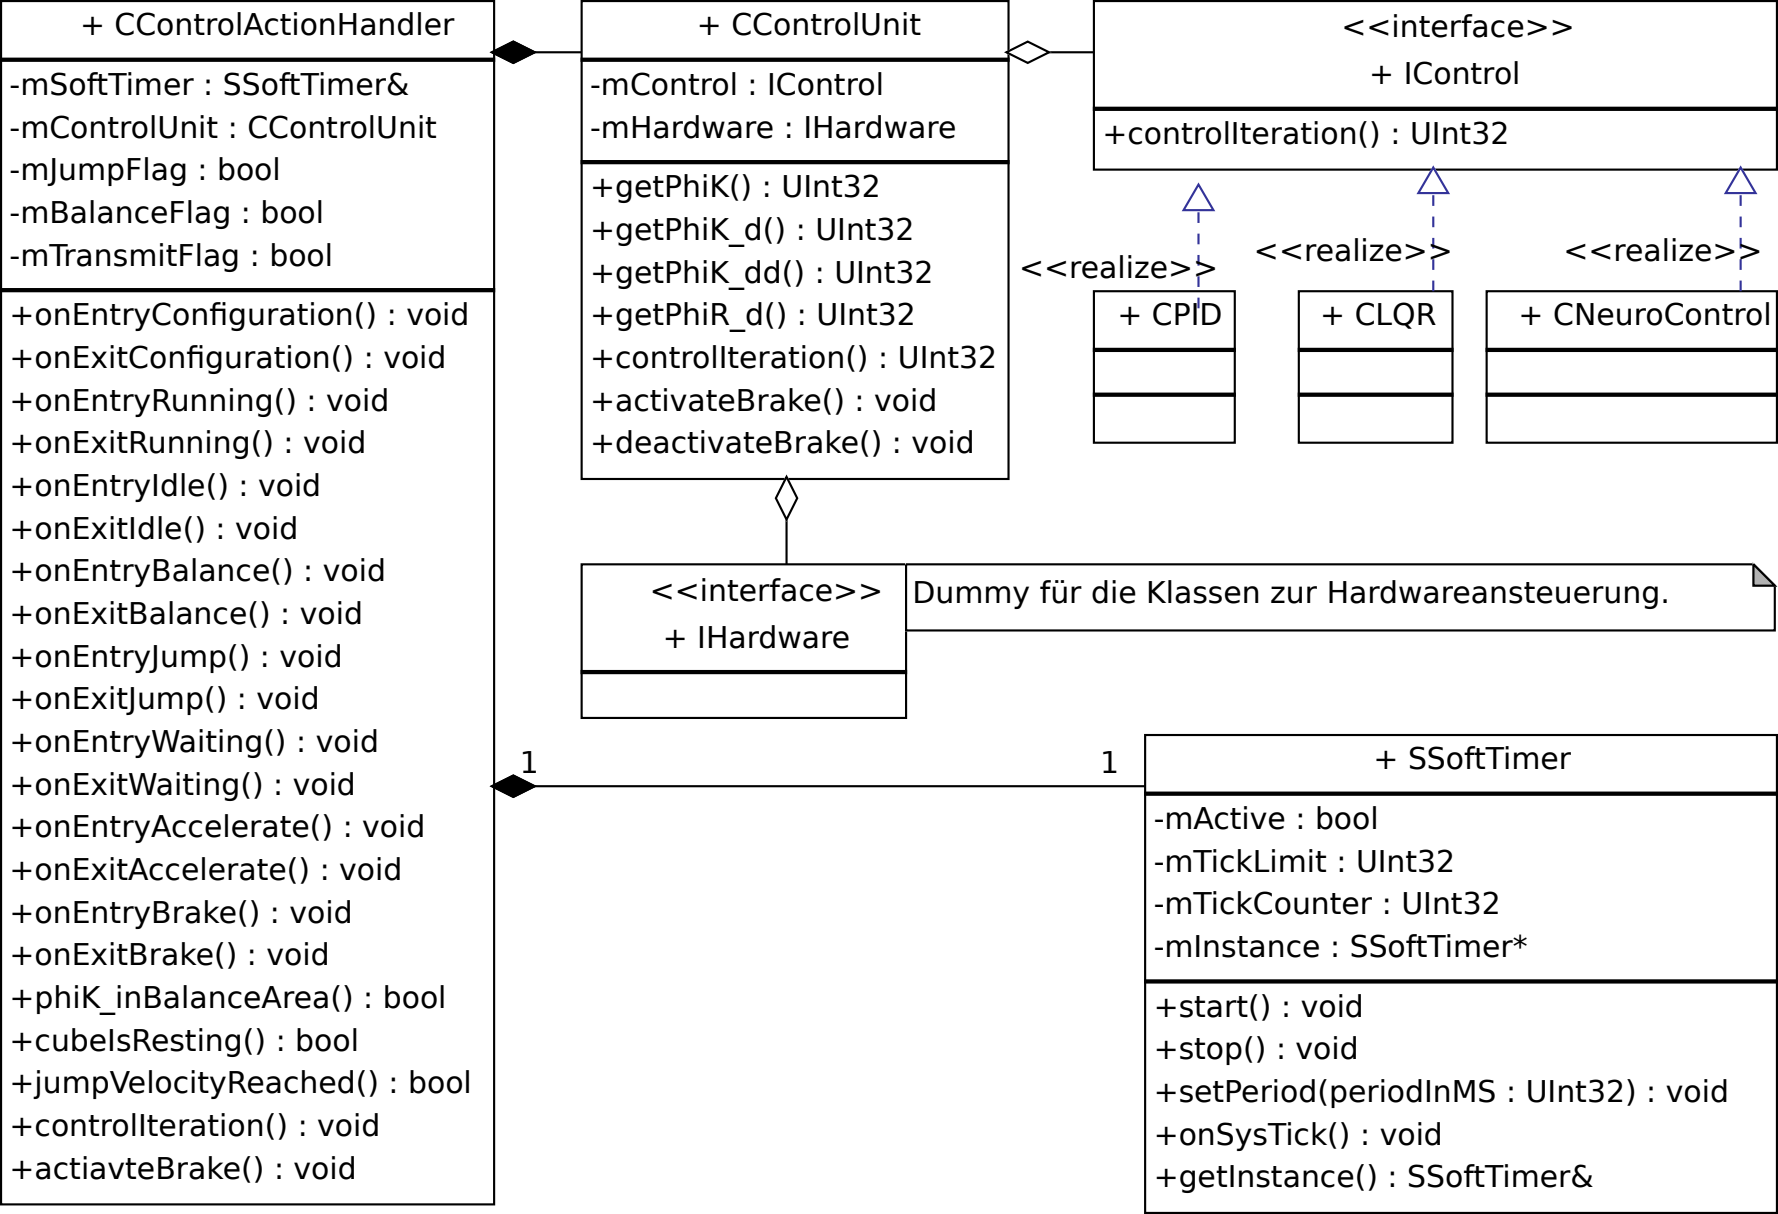 + CControlActionHandler
-mSoftTimer : SSoftTimer&
-mControlUnit : CControlUnit
-mJumpFlag : bool
-mBalanceFlag : bool
-mTransmitFlag : bool
+onEntryConfiguration() : void
+onExitConfiguration() : void
+onEntryRunning() : void
+onExitRunning() : void
+onEntryIdle() : void
+onExitIdle() : void
+onEntryBalance() : void
+onExitBalance() : void
+onEntryJump() : void
+onExitJump() : void
+onEntryWaiting() : void
+onExitWaiting() : void
+onEntryAccelerate() : void
+onExitAccelerate() : void
+onEntryBrake() : void
+onExitBrake() : void
+phiK_inBalanceArea() : bool
+cubeIsResting() : bool
+jumpVelocityReached() : bool
+controlIteration() : void
+actiavteBrake() : void
+ CControlUnit
-mControl : IControl
-mHardware : IHardware
+getPhiK() : UInt32
+getPhiK_d() : UInt32
+getPhiK_dd() : UInt32
+getPhiR_d() : UInt32
+controlIteration() : UInt32
+activateBrake() : void
+deactivateBrake() : void
<<interface>>
+ IControl
+controlIteration() : UInt32
<<realize>>
<<realize>>
<<realize>>
+ CPID
+ CLQR
+ CNeuroControl
<<interface>>
+ IHardware
Dummy für die Klassen zur Hardwareansteuerung.
1
1
+ SSoftTimer
-mActive : bool
-mTickLimit : UInt32
-mTickCounter : UInt32
-mInstance : SSoftTimer*
+start() : void
+stop() : void
+setPeriod(periodInMS : UInt32) : void
+onSysTick() : void
+getInstance() : SSoftTimer&